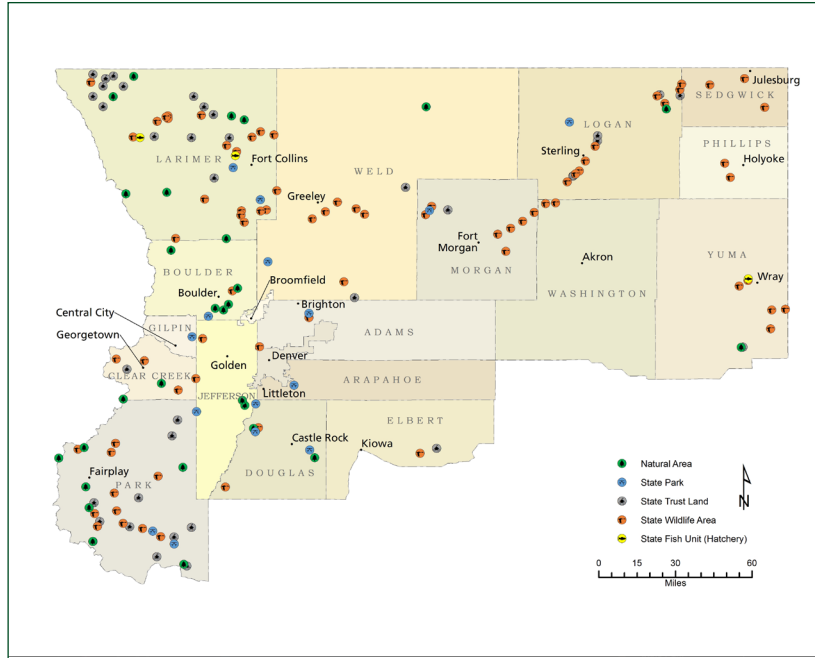 Julesburg
SEDGWICK
LOGAN
PHILLIPS
Sterling
Holyoke
LARIMER
Fort Collins
WELD
Greeley
Fort
Morgan
MORGAN
Akron
WASHINGTON
YUMA
Wray
BOULDER
Boulder
Broomfield
Brighton
Central City
GILPIN
Georgetown
ADAMS
Golden
Denver
CLEAR CREEK
JEFFERSON
Littleton
ARAPAHOE
ELBERT
Castle Rock
Kiowa
DOUGLAS
Fairplay
PARK
Natural Area
State Park
State Trust Land
State Wildlife Area
State Fish Unit (Hatchery)
N
0 15 30 60
Miles